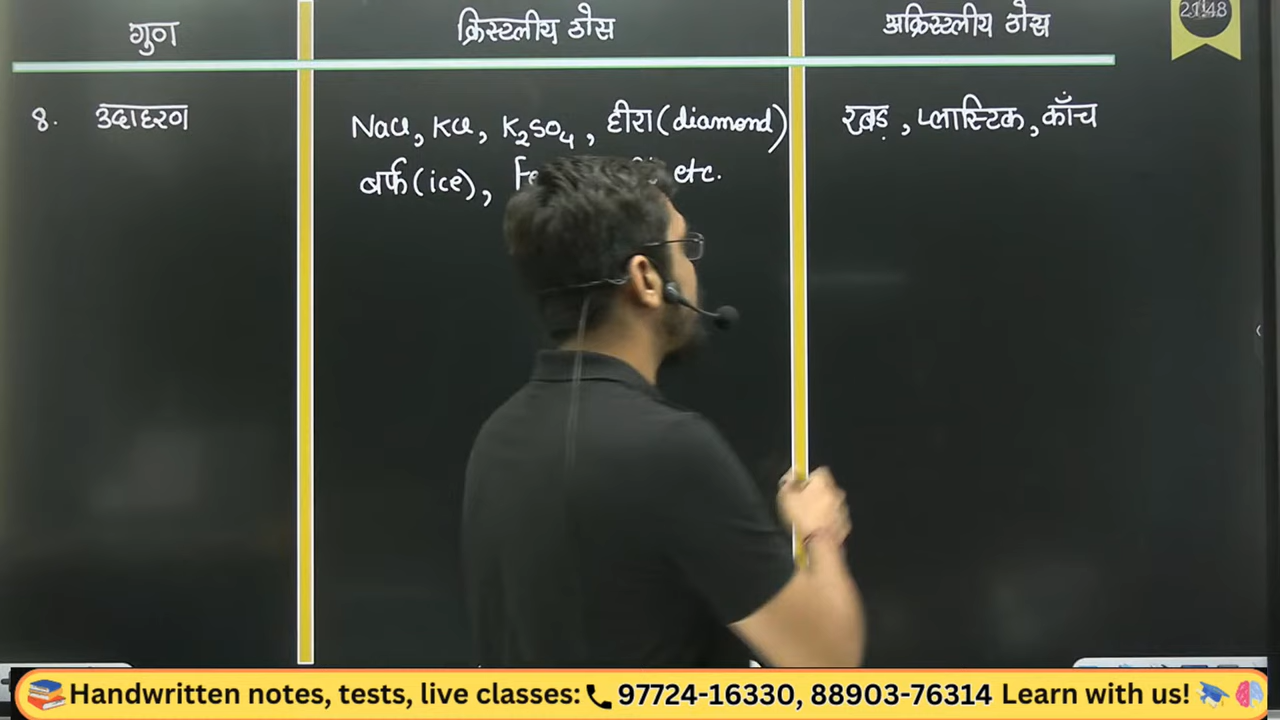 गुण
क्रिस्टलीय ठोस
अक्रिस्टलीय ठोस
21:48
8. उदाहरण
NaCl, KCl, K₂SO₄, हीरा (diamond)
बर्फ (ice), etc.
रबड़, प्लास्टिक, काँच
Handwritten notes, tests, live classes: 97724-16330, 88903-76314 Learn with us!